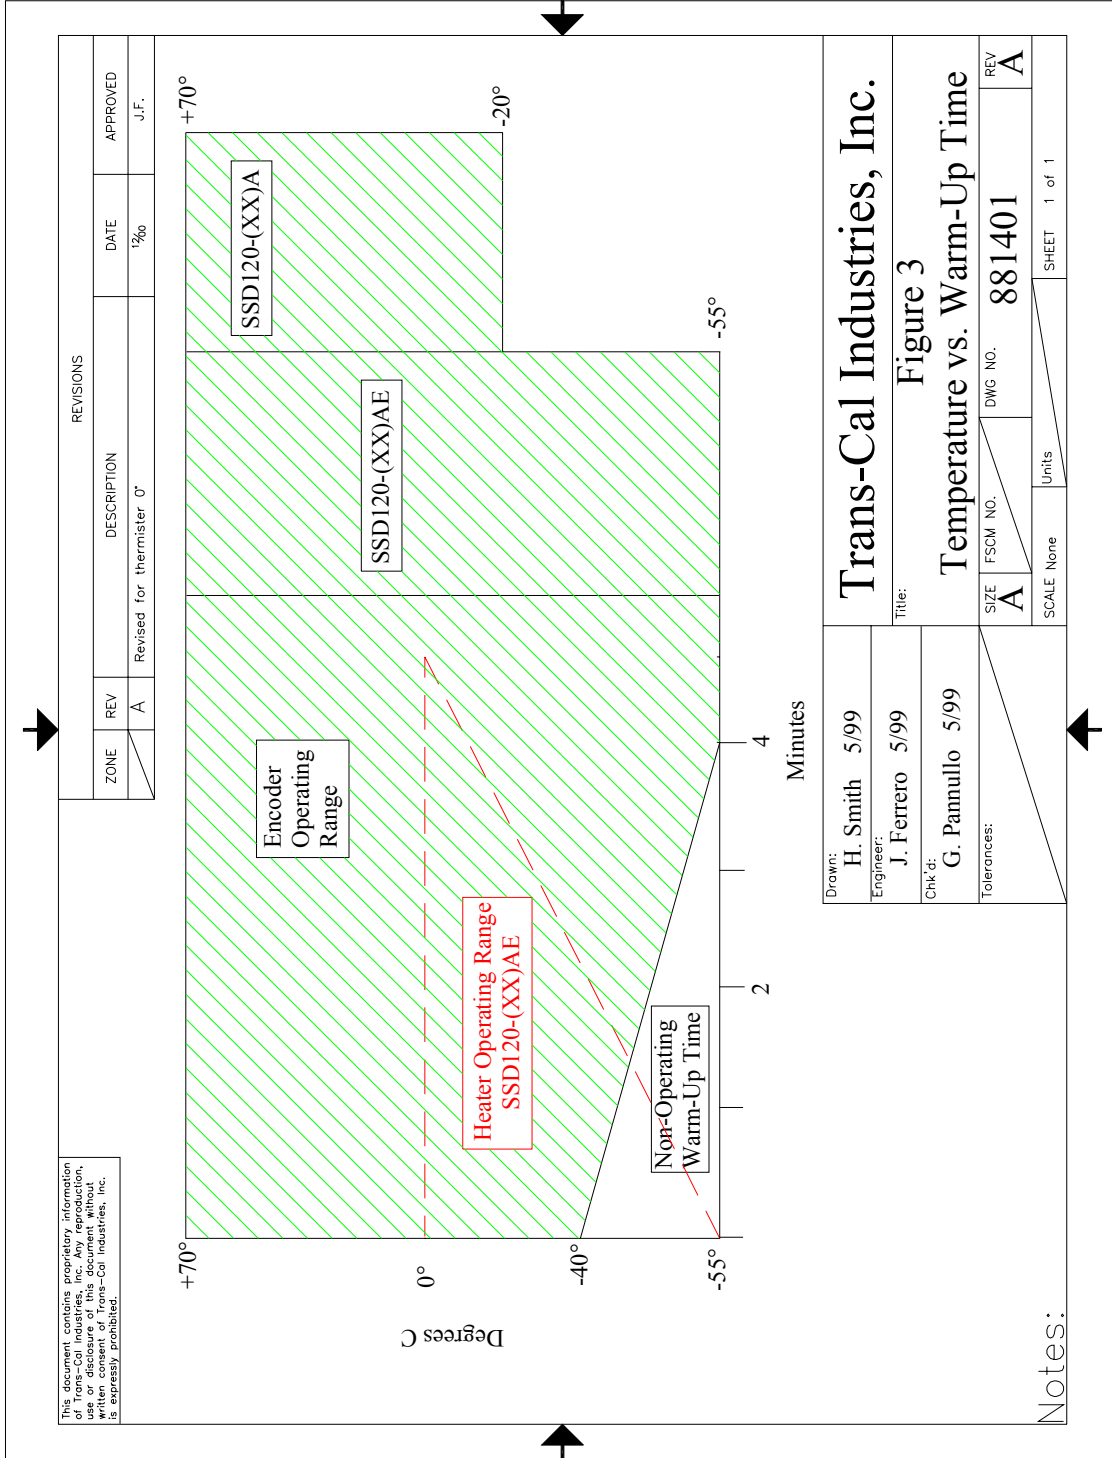 This document contains proprietary information
of Trans-Cal Industries, Inc. Any reproduction,
use or disclosure of this document without
written consent of Trans-Cal Industries, Inc.
is expressly prohibited.
REVISIONS
ZONE
REV
DESCRIPTION
DATE
APPROVED
A
Revised for thermister 0°
12/00
J.F.
Degrees C
+70°
0°
-40°
-55°
Encoder
Operating
Range
Heater Operating Range
SSD120-(XX)AE
Non-Operating
Warm-Up Time
SSD120-(XX)AE
SSD120-(XX)A
+70°
-20°
-55°
2
4
Minutes
Drawn:
H. Smith 5/99
Engineer:
J. Ferrero 5/99
Chk'd:
G. Pannullo 5/99
Tolerances:
Trans-Cal Industries, Inc.
Title:
Figure 3
Temperature vs. Warm-Up Time
SIZE
A
FSCM NO.
DWG NO.
881401
REV
A
SCALE None
Units
SHEET 1 of 1
Notes: